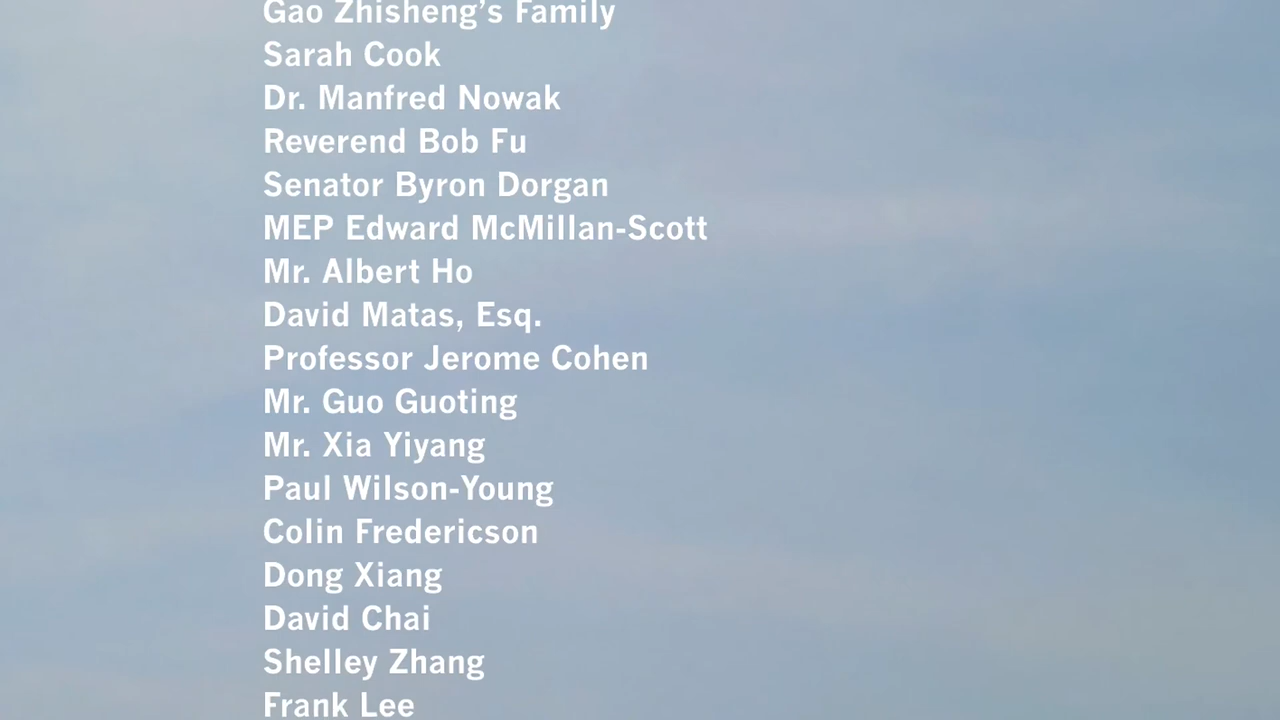 Gao Zhisheng’s Family
Sarah Cook
Dr. Manfred Nowak
Reverend Bob Fu
Senator Byron Dorgan
MEP Edward McMillan-Scott
Mr. Albert Ho
David Matas, Esq.
Professor Jerome Cohen
Mr. Guo Guoting
Mr. Xia Yiyang
Paul Wilson-Young
Colin Fredericson
Dong Xiang
David Chai
Shelley Zhang
Frank Lee